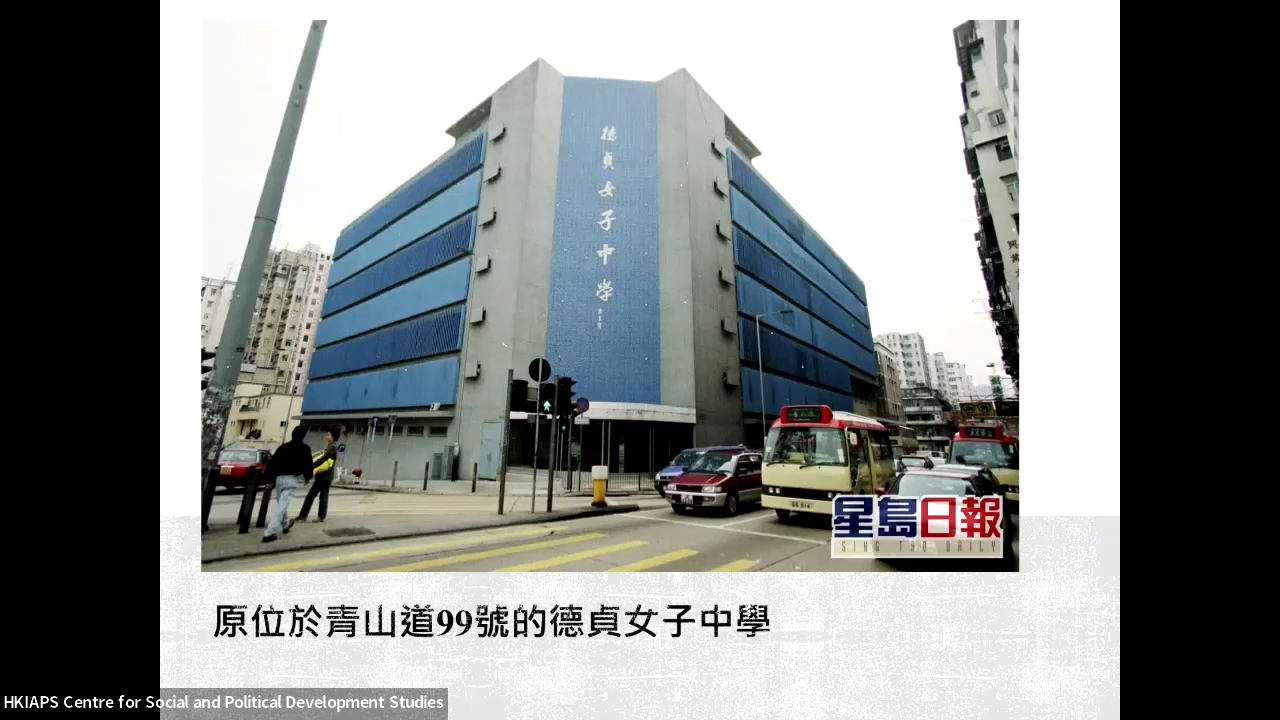 德貞女子中學
星島日報
SING TAO DAILY
原位於青山道99號的德貞女子中學
HKIAPS Centre for Social and Political Development Studies